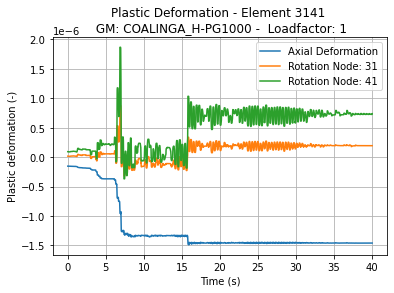 Plastic Deformation - Element 3141
GM: COALINGA_H-PG1000 - Loadfactor: 1
1e−6
Axial Deformation
Rotation Node: 31
Rotation Node: 41
Plastic deformation (-)
2.0
1.5
1.0
0.5
0.0
−0.5
−1.0
−1.5
0 5 10 15 20 25 30 35 40
Time (s)